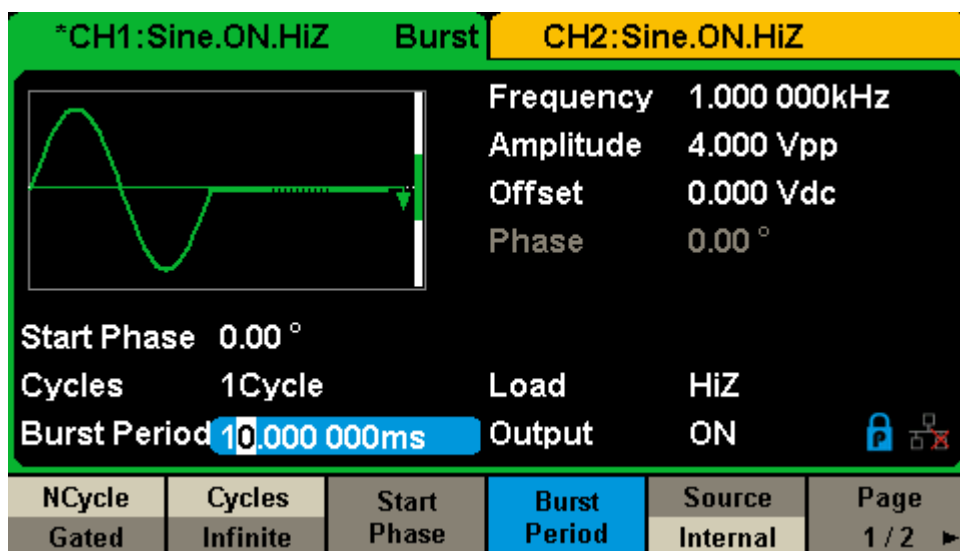 *CH1:Sine.ON.HiZ Burst CH2:Sine.ON.HiZ
Frequency 1.000 000kHz
Amplitude 4.000 Vpp
Offset 0.000 Vdc
Phase 0.00 °
Start Phase 0.00 °
Cycles 1Cycle Load HiZ
Burst Period 10.000 000ms Output ON P
NCycle Cycles Start Burst Source Page
Gated Infinite Phase Period Internal 1 / 2